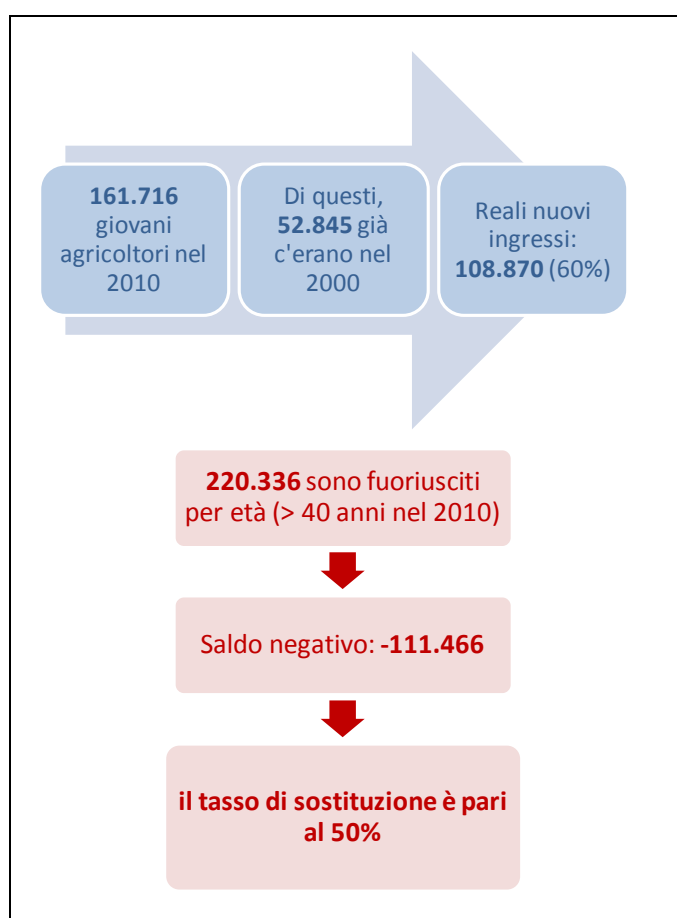 161.716
giovani
agricoltori nel
2010
Di questi,
52.845 già
c'erano nel
2000
Reali nuovi
ingressi:
108.870 (60%)
220.336 sono fuoriusciti
per età (> 40 anni nel 2010)
Saldo negativo: -111.466
il tasso di sostituzione è pari
al 50%